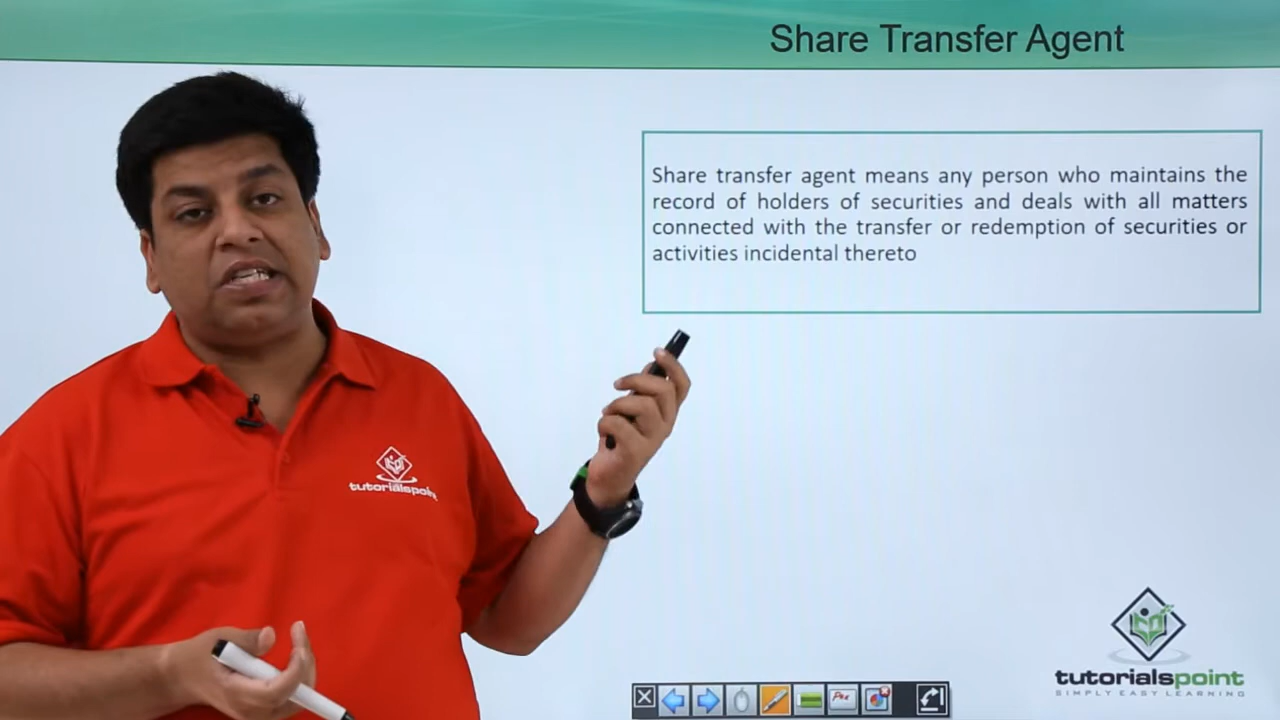 Share Transfer Agent
Share transfer agent means any person who maintains the
record of holders of securities and deals with all matters
connected with the transfer or redemption of securities or
activities incidental thereto
tutorialspoint
tutorialspoint
SIMPLY EASY LEARNING
Pen